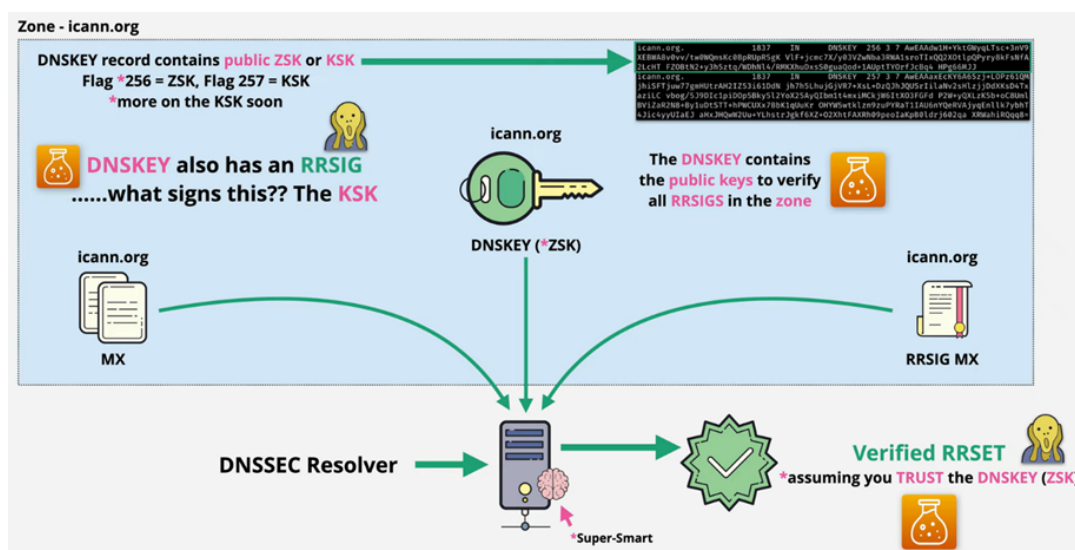 Zone - icann.org
DNSKEY record contains public ZSK or KSK
Flag *256 = ZSK, Flag 257 = KSK
*more on the KSK soon
icann.org. 1837 IN DNSKEY 256 3 7
icann.org. 1837 IN DNSKEY 257 3 7
DNSKEY also has an RRSIG
......what signs this?? The KSK
icann.org
DNSKEY (*ZSK)
The DNSKEY contains
the public keys to verify
all RRSIGS in the zone
icann.org
MX
icann.org
RRSIG MX
DNSSEC Resolver
*Super-Smart
Verified RRSET
*assuming you TRUST the DNSKEY (ZSK)